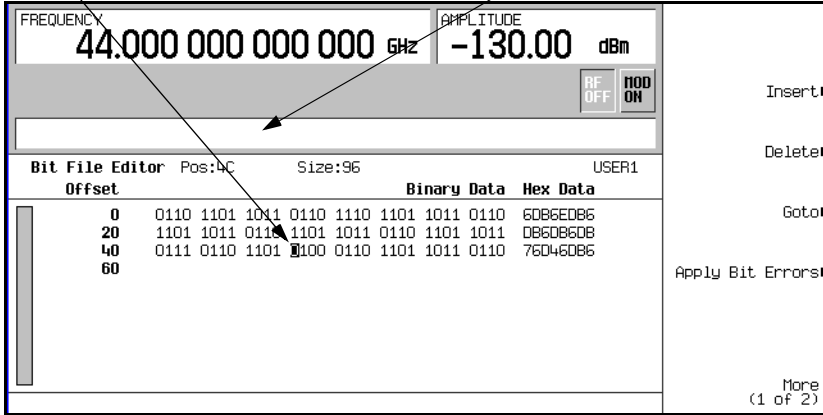 FREQUENCY
44.000 000 000 000 GHz
AMPLITUDE
-130.00 dBm
RF OFF
MOD ON
Insert
Delete
Goto
Apply Bit Errors
More
(1 of 2)
Bit File Editor Pos:4C Size:96 USER1
Offset Binary Data Hex Data
0 0110 1101 1011 0110 1110 1101 1011 0110 6DB6EDB6
20 1101 1011 0110 1101 1011 0110 1101 1011 DB6DB6DB
40 0111 0110 1101 0100 0110 1101 1011 0110 76D46DB6
60